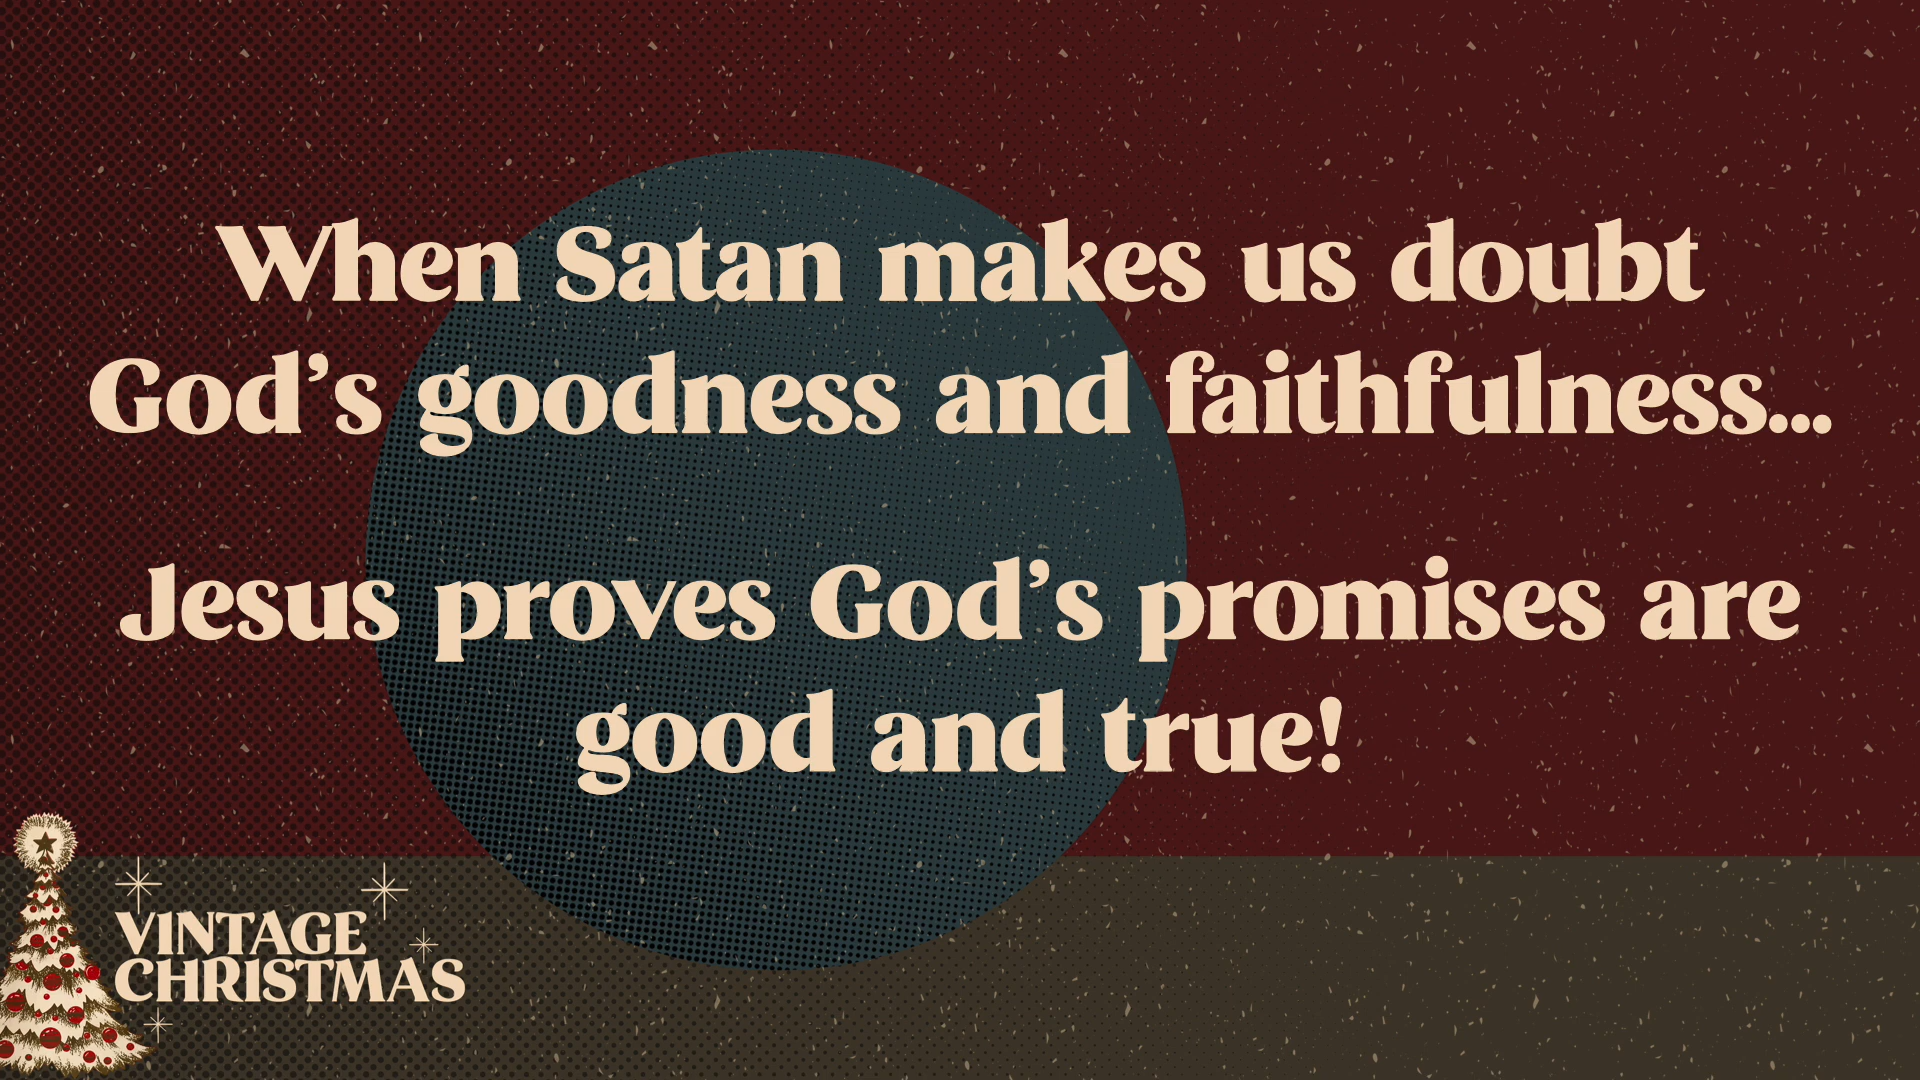 When Satan makes us doubt
God’s goodness and faithfulness...
Jesus proves God’s promises are
good and true!
VINTAGE
CHRISTMAS